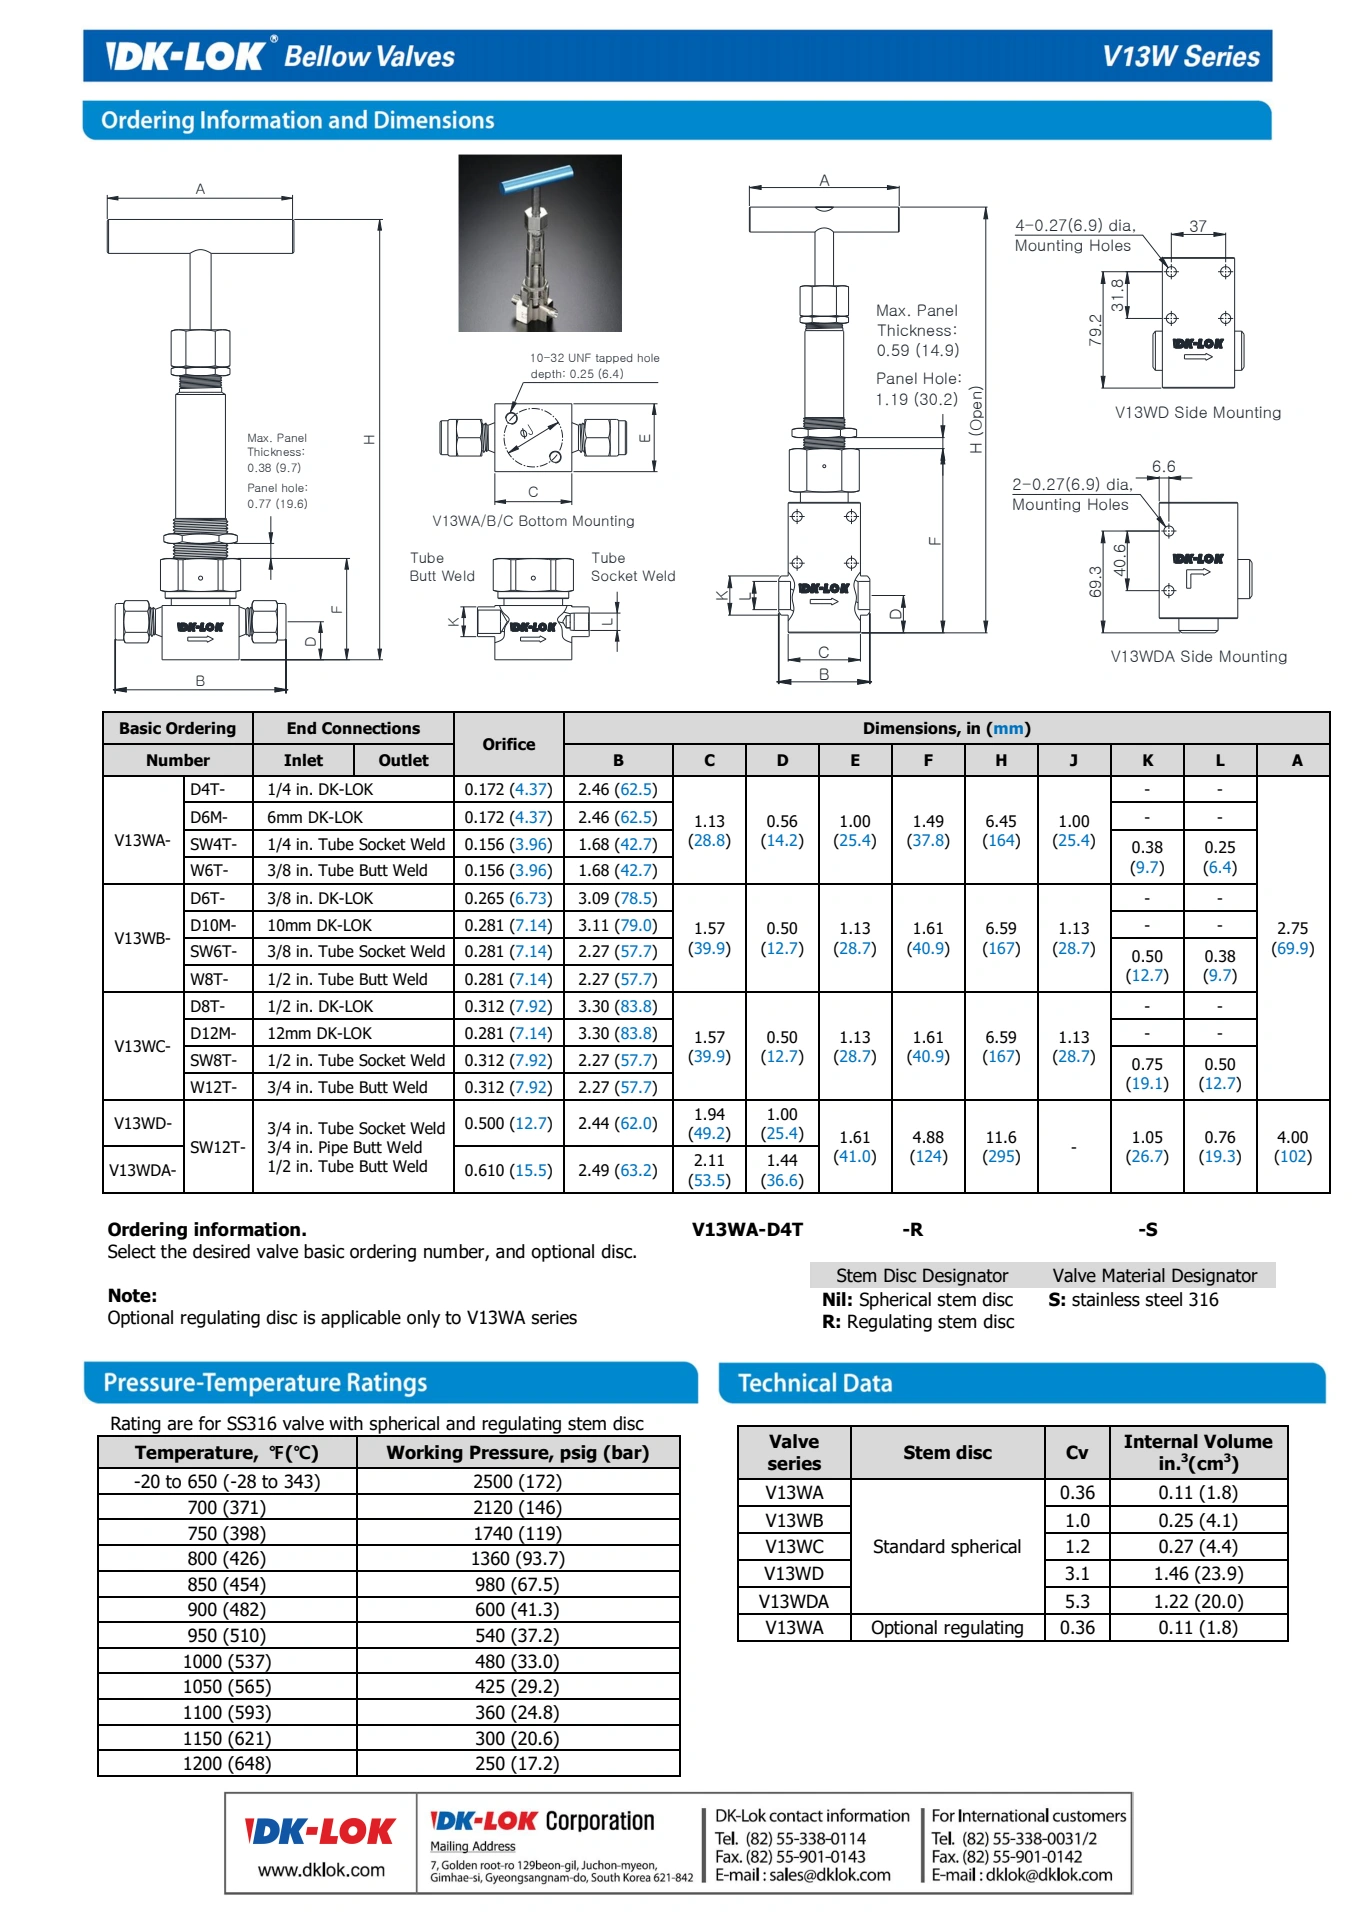 DK-LOK® Bellow Valves V13W Series
Ordering Information and Dimensions
A
H
Max. Panel
Thickness:
0.38 (9.7)
Panel hole:
0.77 (19.6)
F
D
DK-LOK
B
10-32 UNF tapped hole
depth: 0.25 (6.4)
ØJ
E
C
V13WA/B/C Bottom Mounting
Tube
Butt Weld
Tube
Socket Weld
K
L
DK-LOK
A
Max. Panel
Thickness:
0.59 (14.9)
Panel Hole:
1.19 (30.2)
H (Open)
F
K
L
DK-LOK
D
C
B
4-0.27(6.9) dia,
Mounting Holes
37
31.8
79.2
DK-LOK
V13WD Side Mounting
6.6
2-0.27(6.9) dia,
Mounting Holes
40.6
69.3
DK-LOK
V13WDA Side Mounting
Basic Ordering End Connections Orifice Dimensions, in (mm)
Number Inlet Outlet B C D E F H J K L A
V13WA- D4T- 1/4 in. DK-LOK 0.172 (4.37) 2.46 (62.5) - -
D6M- 6mm DK-LOK 0.172 (4.37) 2.46 (62.5) - -
1.13 0.56 1.00 1.49 6.45 1.00
(28.8) (14.2) (25.4) (37.8) (164) (25.4)
SW4T- 1/4 in. Tube Socket Weld 0.156 (3.96) 1.68 (42.7) 0.38 0.25
W6T- 3/8 in. Tube Butt Weld 0.156 (3.96) 1.68 (42.7) (9.7) (6.4)
V13WB- D6T- 3/8 in. DK-LOK 0.265 (6.73) 3.09 (78.5) - -
D10M- 10mm DK-LOK 0.281 (7.14) 3.11 (79.0) - -
1.57 0.50 1.13 1.61 6.59 1.13 2.75
(39.9) (12.7) (28.7) (40.9) (167) (28.7) (69.9)
SW6T- 3/8 in. Tube Socket Weld 0.281 (7.14) 2.27 (57.7) 0.50 0.38
W8T- 1/2 in. Tube Butt Weld 0.281 (7.14) 2.27 (57.7) (12.7) (9.7)
V13WC- D8T- 1/2 in. DK-LOK 0.312 (7.92) 3.30 (83.8) - -
D12M- 12mm DK-LOK 0.281 (7.14) 3.30 (83.8) - -
1.57 0.50 1.13 1.61 6.59 1.13
(39.9) (12.7) (28.7) (40.9) (167) (28.7)
SW8T- 1/2 in. Tube Socket Weld 0.312 (7.92) 2.27 (57.7) 0.75 0.50
W12T- 3/4 in. Tube Butt Weld 0.312 (7.92) 2.27 (57.7) (19.1) (12.7)
V13WD- 0.500 (12.7) 2.44 (62.0) 1.94 1.00
(49.2) (25.4)
SW12T- 3/4 in. Tube Socket Weld
3/4 in. Pipe Butt Weld
1/2 in. Tube Butt Weld
1.61 4.88 11.6 - 1.05 0.76 4.00
(41.0) (124) (295) (26.7) (19.3) (102)
V13WDA- 0.610 (15.5) 2.49 (63.2) 2.11 1.44
(53.5) (36.6)
Ordering information. V13WA-D4T -R -S
Select the desired valve basic ordering number, and optional disc.
Stem Disc Designator Valve Material Designator
Nil: Spherical stem disc S: stainless steel 316
R: Regulating stem disc
Note:
Optional regulating disc is applicable only to V13WA series
Pressure-Temperature Ratings
Rating are for SS316 valve with spherical and regulating stem disc
Temperature, °F(℃) Working Pressure, psig (bar)
-20 to 650 (-28 to 343) 2500 (172)
700 (371) 2120 (146)
750 (398) 1740 (119)
800 (426) 1360 (93.7)
850 (454) 980 (67.5)
900 (482) 600 (41.3)
950 (510) 540 (37.2)
1000 (537) 480 (33.0)
1050 (565) 425 (29.2)
1100 (593) 360 (24.8)
1150 (621) 300 (20.6)
1200 (648) 250 (17.2)
Technical Data
Valve series Stem disc Cv Internal Volume in.³(cm³)
V13WA Standard spherical 0.36 0.11 (1.8)
V13WB 1.0 0.25 (4.1)
V13WC 1.2 0.27 (4.4)
V13WD 3.1 1.46 (23.9)
V13WDA 5.3 1.22 (20.0)
V13WA Optional regulating 0.36 0.11 (1.8)
DK-LOK
www.dklok.com
DK-LOK Corporation
Mailing Address
7, Golden root-ro 129beon-gil, Juchon-myeon,
Gimhae-si, Gyeongsangnam-do, South Korea 621-842
DK-Lok contact information
Tel. (82) 55-338-0114
Fax. (82) 55-901-0143
E-mail : sales@dklok.com
For International customers
Tel. (82) 55-338-0031/2
Fax. (82) 55-901-0142
E-mail : dklok@dklok.com